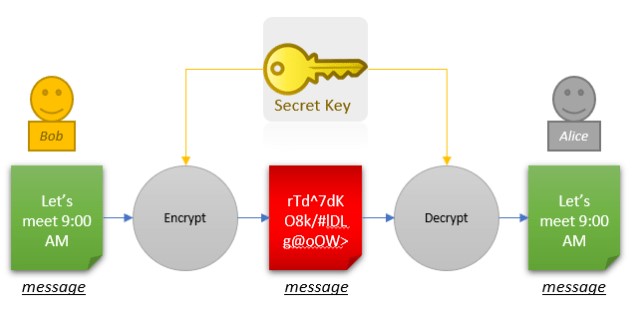 Secret Key
Bob
Alice
Let's
meet 9:00
AM
Encrypt
rTd^7dK
O8k/#lDL
g@oOW>
Decrypt
Let's
meet 9:00
AM
message
message
message